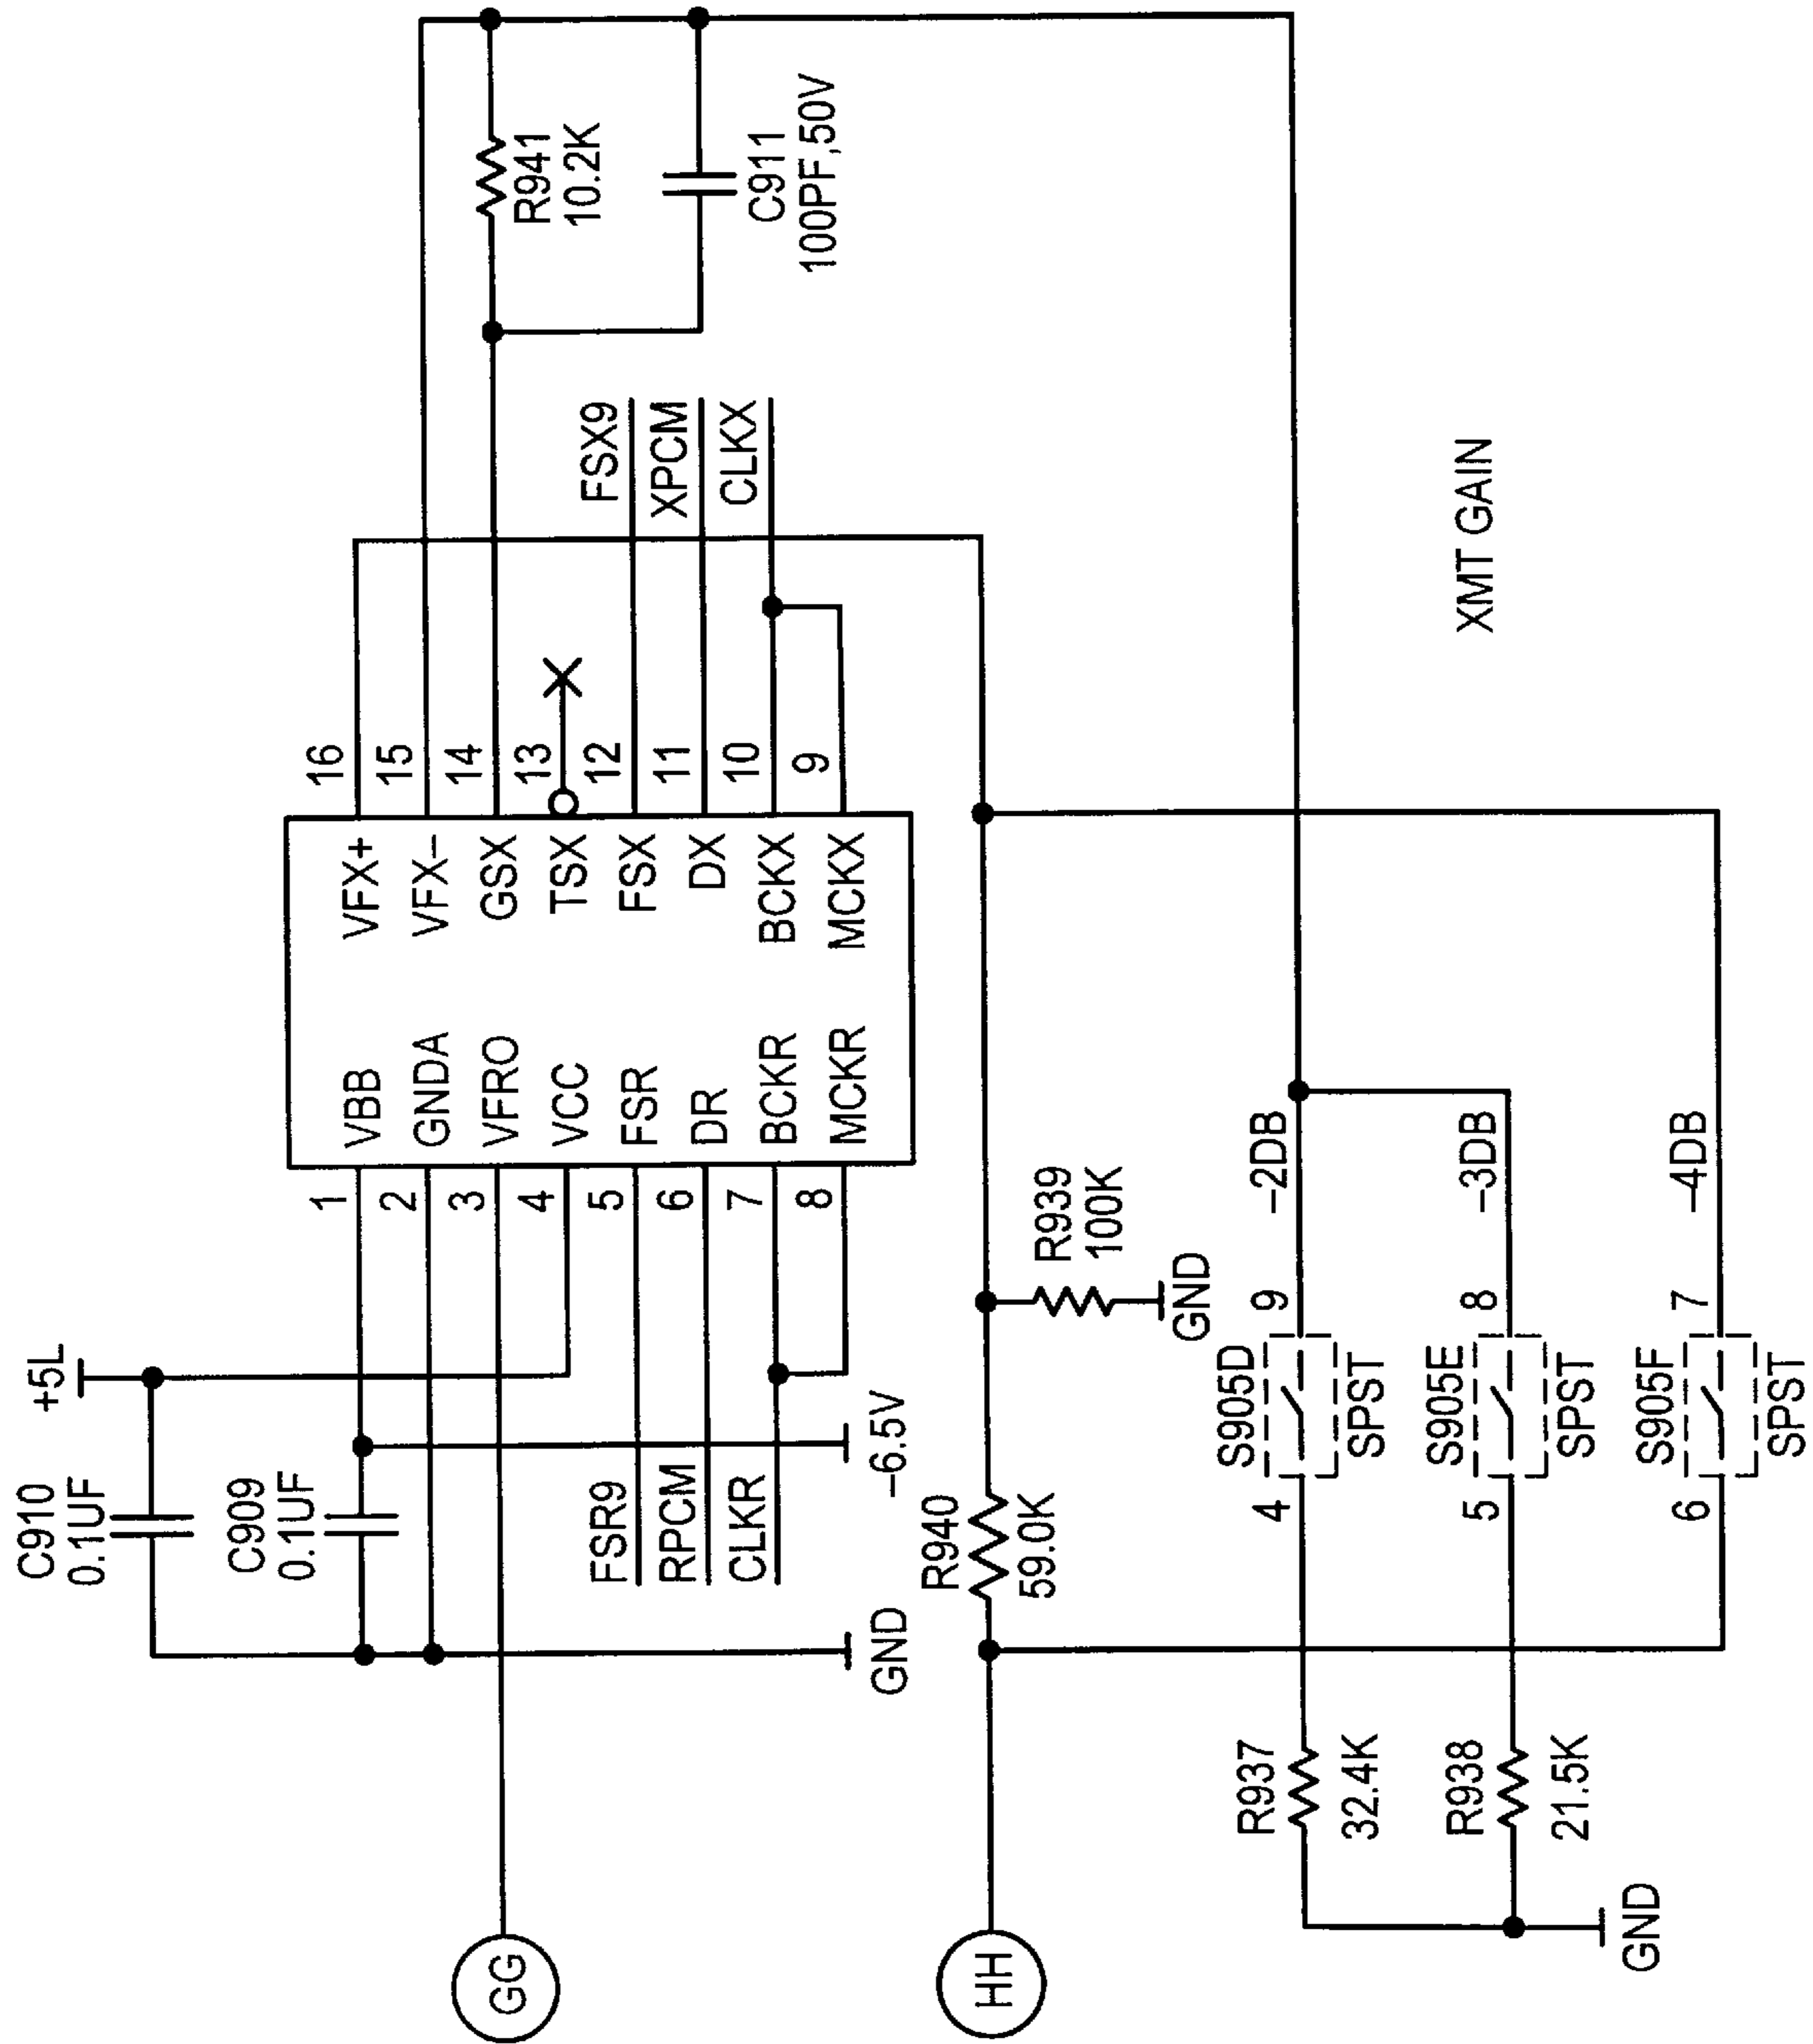 +5L
C910
0.1UF
C909
0.1UF
R941
10.2K
C911
100PF,50V
1
VBB
VFX+
16
2
GNDA
VFX–
15
3
VFRO
GSX
14
4
VCC
TSX
13
5
FSR
FSX
12
6
DR
DX
11
7
BCKR
BCKX
10
8
MCKR
MCKX
9
FSR9
RPCM
CLKR
–6.5V
GND
FSX9
XPCM
CLKX
GG
HH
R940
59.0K
R939
100K
GND
S905D
4
9
–2DB
SPST
R937
32.4K
S905E
5
8
–3DB
SPST
R938
21.5K
S905F
6
7
–4DB
SPST
GND
XMT GAIN